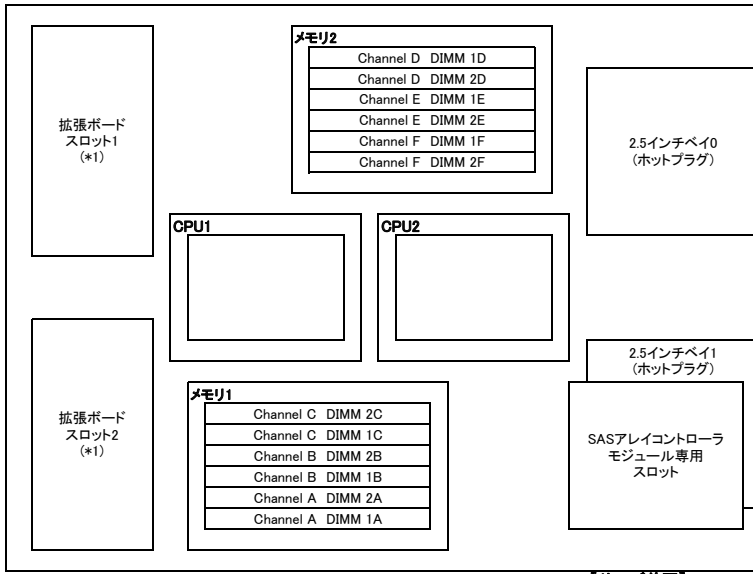 拡張ボード
スロット1
(*1)
メモリ2
Channel D DIMM 1D
Channel D DIMM 2D
Channel E DIMM 1E
Channel E DIMM 2E
Channel F DIMM 1F
Channel F DIMM 2F
2.5インチベイ0
(ホットプラグ)
CPU1
CPU2
拡張ボード
スロット2
(*1)
メモリ1
Channel C DIMM 2C
Channel C DIMM 1C
Channel B DIMM 2B
Channel B DIMM 1B
Channel A DIMM 2A
Channel A DIMM 1A
2.5インチベイ1
(ホットプラグ)
SASアレイコントローラ
モジュール専用
スロット